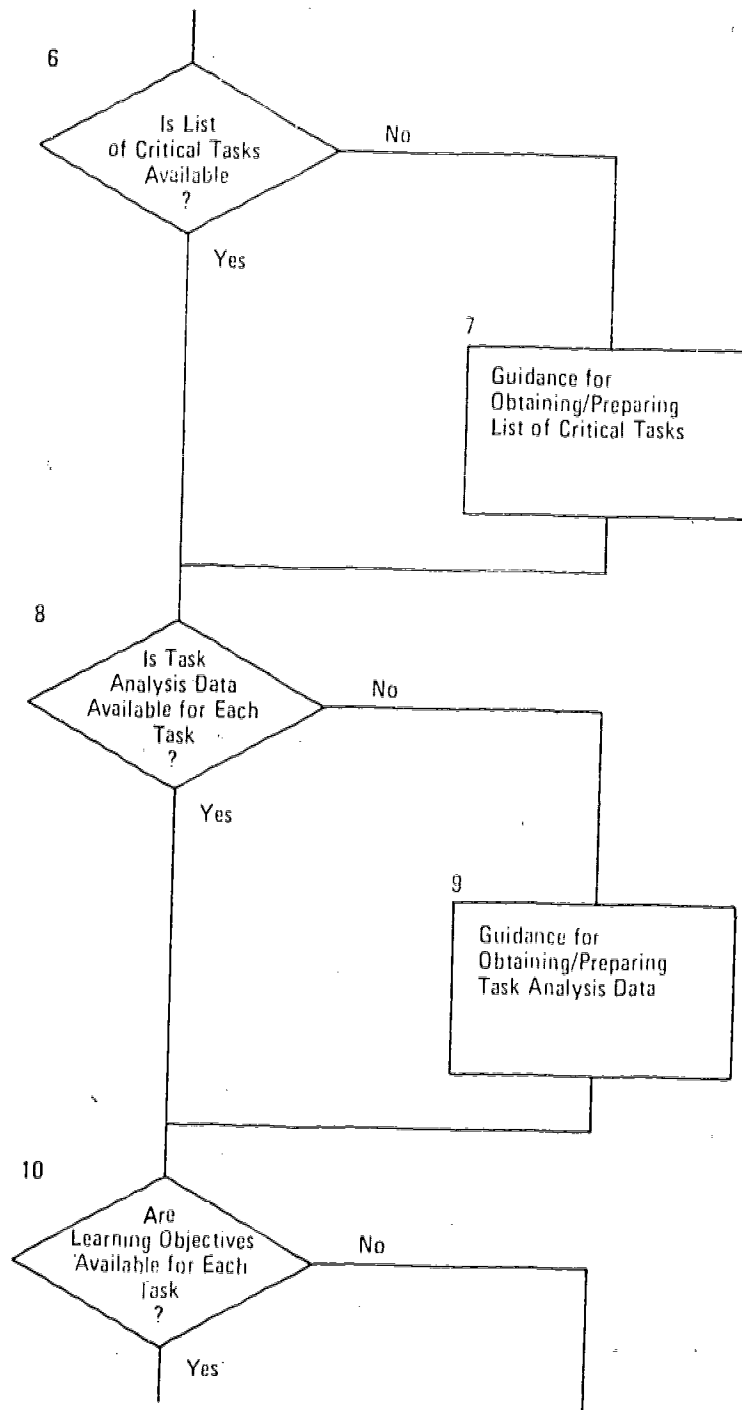 6
Is List
of Critical Tasks
Available
?
No
Yes
7
Guidance for
Obtaining/Preparing
List of Critical Tasks
8
Is Task
Analysis Data
Available for Each
Task
?
No
Yes
9
Guidance for
Obtaining/Preparing
Task Analysis Data
10
Are
Learning Objectives
Available for Each
Task
?
No
Yes